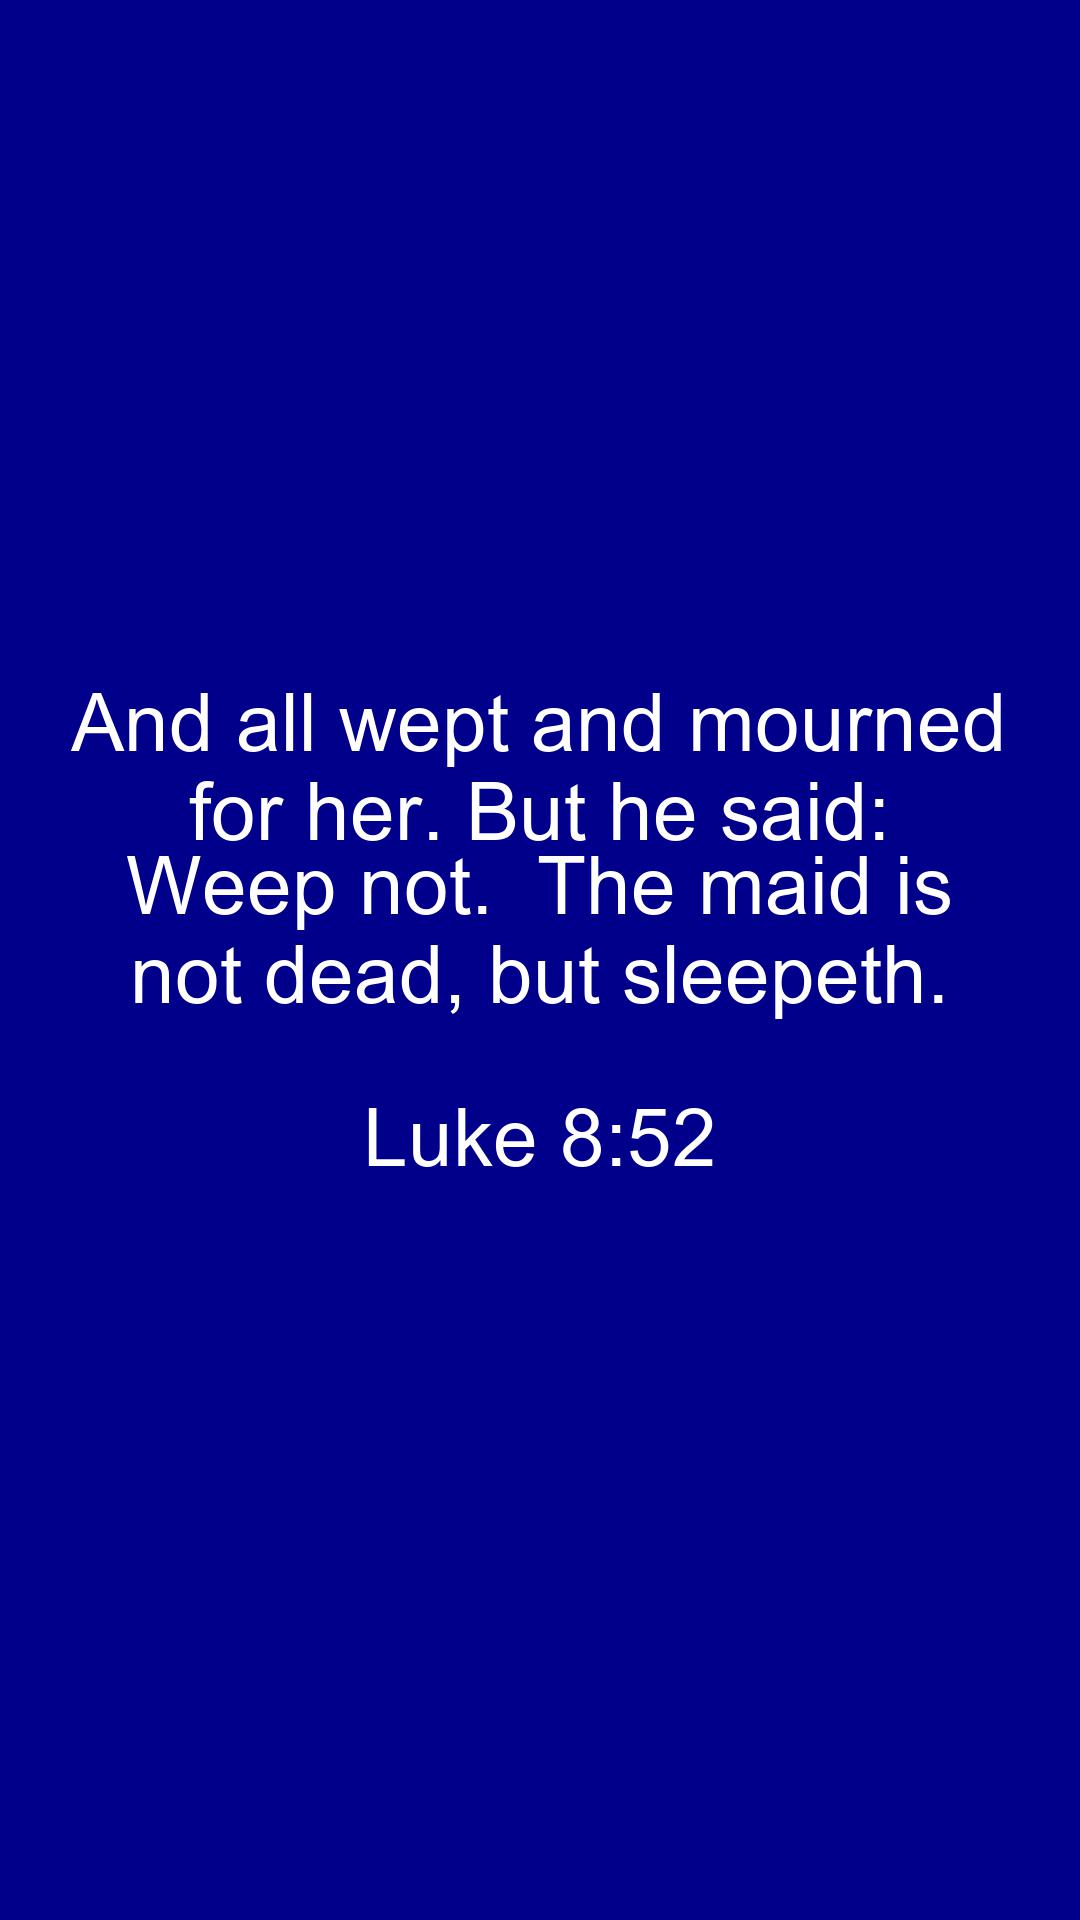 And all wept and mourned
for her. But he said:
Weep not.  The maid is
not dead, but sleepeth.
Luke 8:52